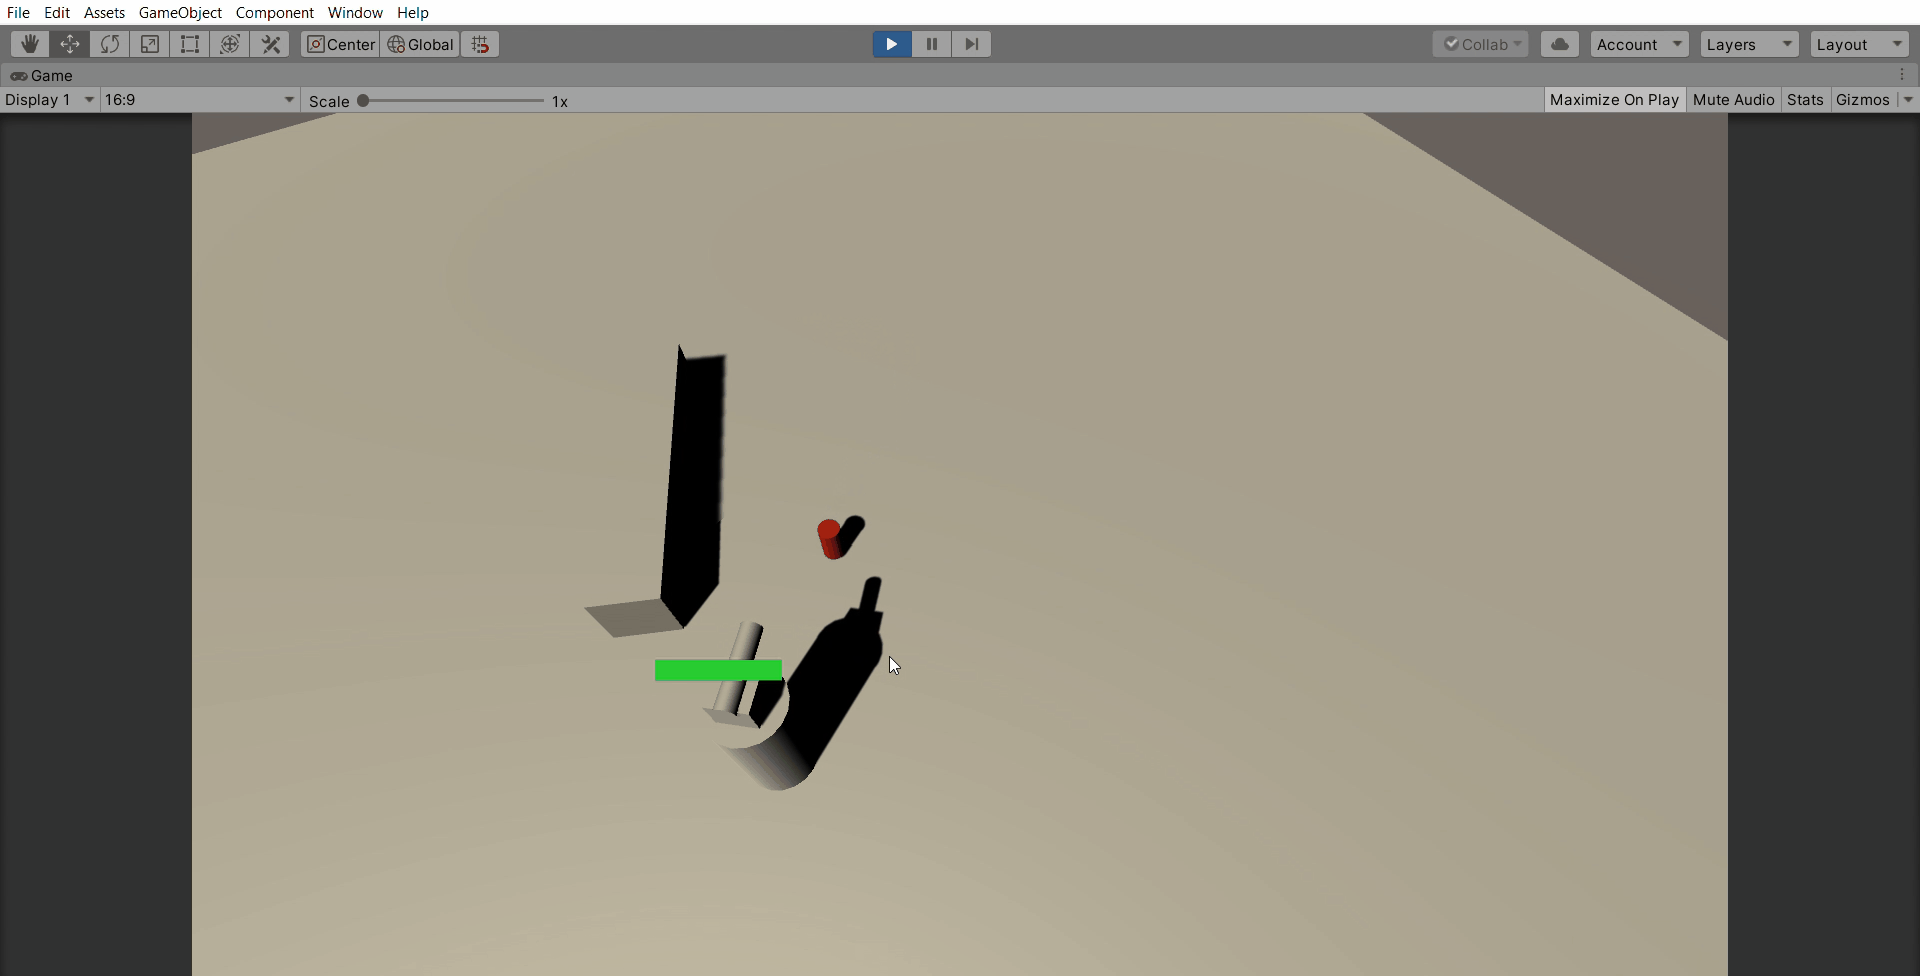 File Edit Assets GameObject Component Window Help
Center Global Collab Account Layers Layout
Game
Display 1 16:9 Scale 1x Maximize On Play Mute Audio Stats Gizmos